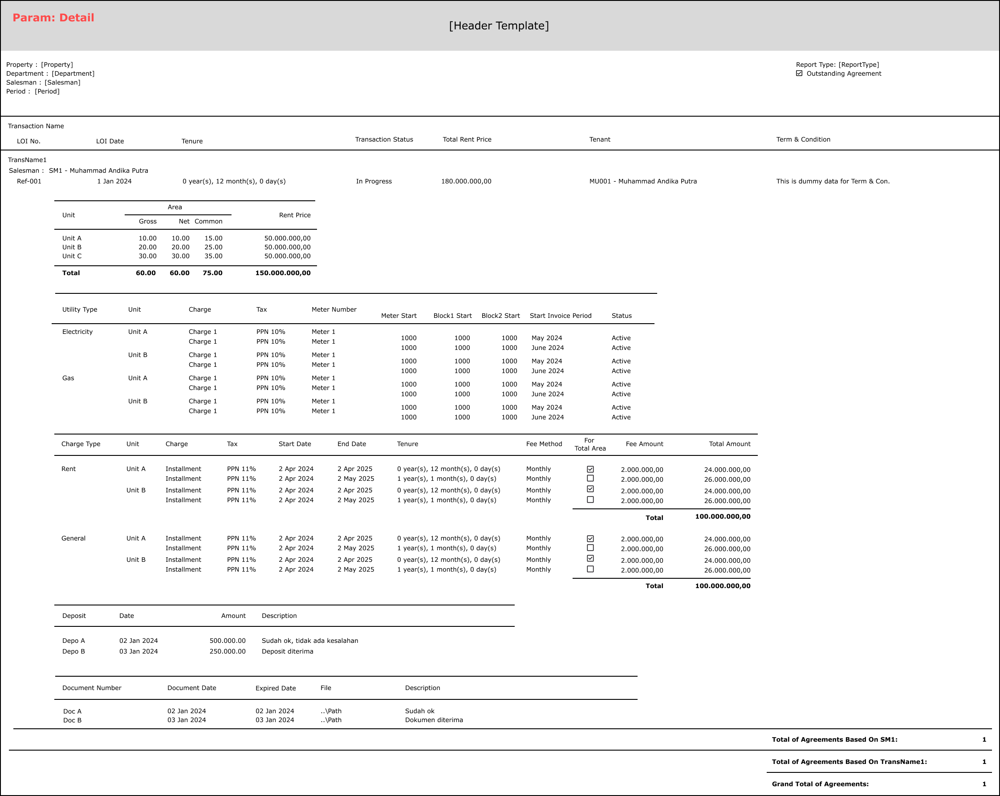 Param: Detail
[Header Template]
Property : [Property]
Department : [Department]
Salesman : [Salesman]
Period : [Period]
Report Type: [ReportType]
Outstanding Agreement
Transaction Name
LOI No. LOI Date Tenure Transaction Status Total Rent Price Tenant Term & Condition
TransName1
Salesman : SM1 - Muhammad Andika Putra
Ref-001 1 Jan 2024 0 year(s), 12 month(s), 0 day(s) In Progress 180.000.000,00 MU001 - Muhammad Andika Putra This is dummy data for Term & Con.
Area
Unit Rent Price
Gross Net Common
Unit A 10.00 10.00 15.00 50.000.000,00
Unit B 20.00 20.00 25.00 50.000.000,00
Unit C 30.00 30.00 35.00 50.000.000,00
Total 60.00 60.00 75.00 150.000.000,00
Utility Type Unit Charge Tax Meter Number Meter Start Block1 Start Block2 Start Start Invoice Period Status
Electricity Unit A Charge 1 PPN 10% Meter 1 1000 1000 1000 May 2024 Active
Charge 1 PPN 10% Meter 1 1000 1000 1000 June 2024 Active
Unit B Charge 1 PPN 10% Meter 1 1000 1000 1000 May 2024 Active
Charge 1 PPN 10% Meter 1 1000 1000 1000 June 2024 Active
Gas Unit A Charge 1 PPN 10% Meter 1 1000 1000 1000 May 2024 Active
Charge 1 PPN 10% Meter 1 1000 1000 1000 June 2024 Active
Unit B Charge 1 PPN 10% Meter 1 1000 1000 1000 May 2024 Active
Charge 1 PPN 10% Meter 1 1000 1000 1000 June 2024 Active
Charge Type Unit Charge Tax Start Date End Date Tenure Fee Method For Total Area Fee Amount Total Amount
Rent Unit A Installment PPN 11% 2 Apr 2024 2 Apr 2025 0 year(s), 12 month(s), 0 day(s) Monthly 2.000.000,00 24.000.000,00
Installment PPN 11% 2 Apr 2024 2 May 2025 1 year(s), 1 month(s), 0 day(s) Monthly 2.000.000,00 26.000.000,00
Unit B Installment PPN 11% 2 Apr 2024 2 Apr 2025 0 year(s), 12 month(s), 0 day(s) Monthly 2.000.000,00 24.000.000,00
Installment PPN 11% 2 Apr 2024 2 May 2025 1 year(s), 1 month(s), 0 day(s) Monthly 2.000.000,00 26.000.000,00
Total 100.000.000,00
General Unit A Installment PPN 11% 2 Apr 2024 2 Apr 2025 0 year(s), 12 month(s), 0 day(s) Monthly 2.000.000,00 24.000.000,00
Installment PPN 11% 2 Apr 2024 2 May 2025 1 year(s), 1 month(s), 0 day(s) Monthly 2.000.000,00 26.000.000,00
Unit B Installment PPN 11% 2 Apr 2024 2 Apr 2025 0 year(s), 12 month(s), 0 day(s) Monthly 2.000.000,00 24.000.000,00
Installment PPN 11% 2 Apr 2024 2 May 2025 1 year(s), 1 month(s), 0 day(s) Monthly 2.000.000,00 26.000.000,00
Total 100.000.000,00
Deposit Date Amount Description
Depo A 02 Jan 2024 500.000.00 Sudah ok, tidak ada kesalahan
Depo B 03 Jan 2024 250.000.00 Deposit diterima
Document Number Document Date Expired Date File Description
Doc A 02 Jan 2024 02 Jan 2024 ..\Path Sudah ok
Doc B 03 Jan 2024 03 Jan 2024 ..\Path Dokumen diterima
Total of Agreements Based On SM1: 1
Total of Agreements Based On TransName1: 1
Grand Total of Agreements: 1